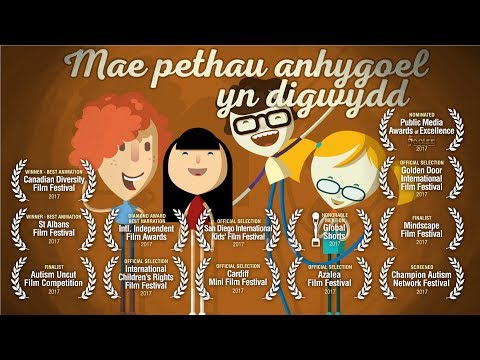 Mae pethau anhygoel
yn digwydd
NOMINATED
Public Media
Awards of Excellence
2017
WINNER - BEST ANIMATION
Canadian Diversity
Film Festival
2017
OFFICIAL SELECTION
Golden Door
International
Film Festival
2017
WINNER - BEST ANIMATION
St Albans
Film Festival
2017
DIAMOND AWARD
BEST NARRATION
Intl. Independent
Film Awards
2017
OFFICIAL SELECTION
San Diego International
Kids' Film Festival
2017
HONORABLE
MENTION
Global
Shorts
2017
FINALIST
Mindscape
Film Festival
2017
FINALIST
Autism Uncut
Film Competition
2017
OFFICIAL SELECTION
International
Children's Rights
Film Festival
2017
OFFICIAL SELECTION
Cardiff
Mini Film Festival
2017
OFFICIAL SELECTION
Azalea
Film Festival
2017
SCREENED
Champion Autism
Network Festival
2017